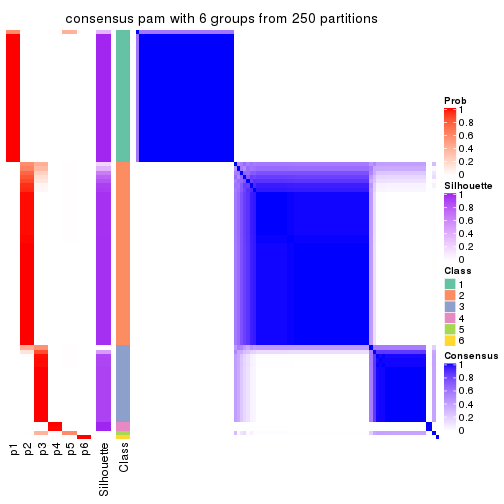 consensus pam with 6 groups from 250 partitions
Prob
1
0.8
0.6
0.4
0.2
0
Silhouette
1
0.8
0.6
0.4
0.2
0
Class
1
2
3
4
5
6
Consensus
1
0.8
0.6
0.4
0.2
0
p1
p2
p3
p4
p5
p6
Silhouette
Class